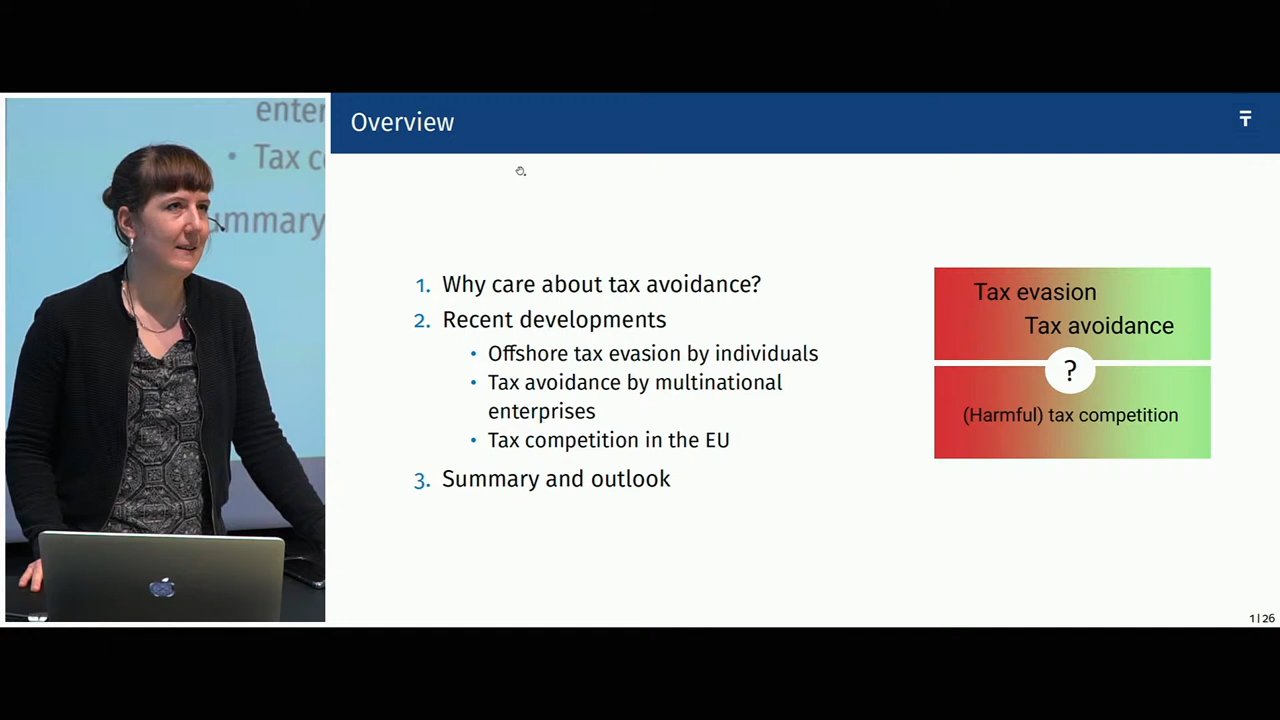 enter
• Tax c
ummary
Overview
1. Why care about tax avoidance?
2. Recent developments
• Offshore tax evasion by individuals
• Tax avoidance by multinational
enterprises
• Tax competition in the EU
3. Summary and outlook
Tax evasion
Tax avoidance
?
(Harmful) tax competition
1|26